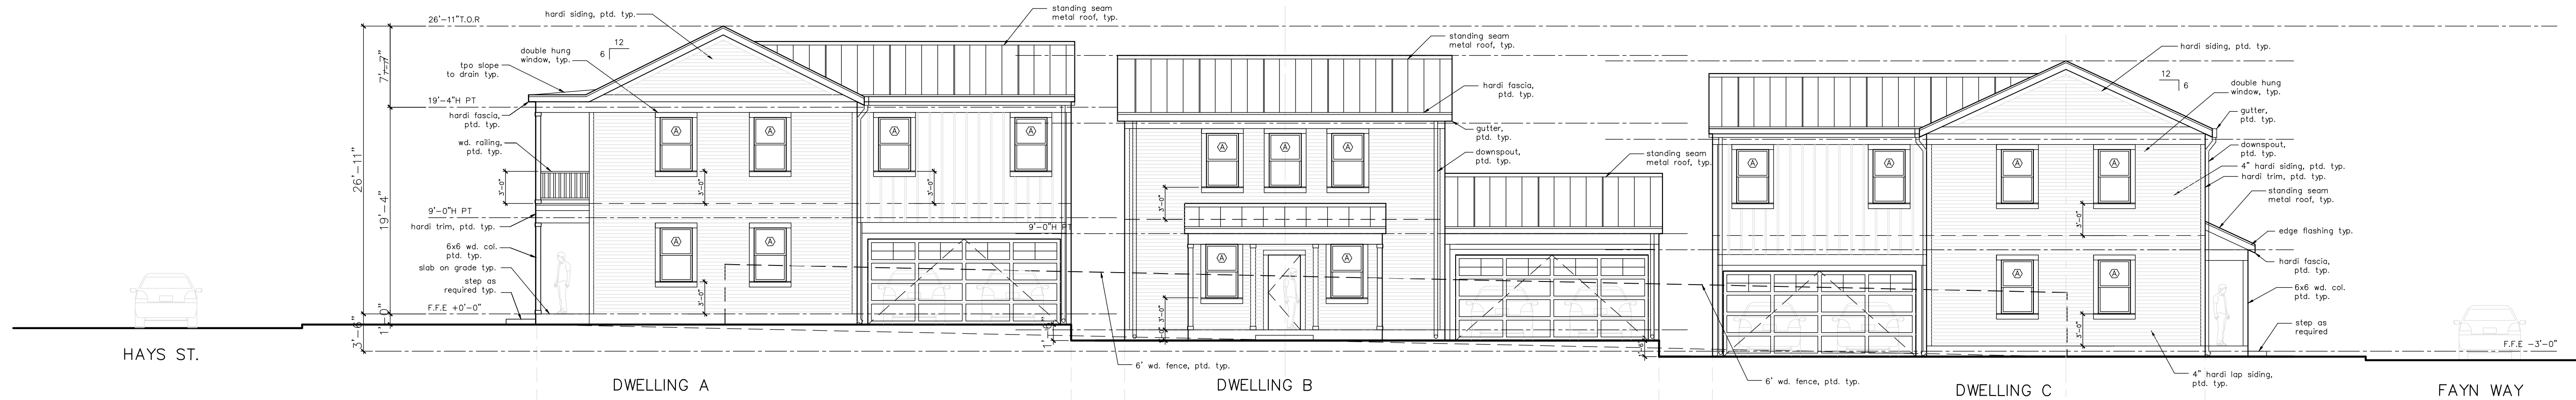 26'-11"T.O.R
hardi siding, ptd. typ.
standing seam
metal roof, typ.
12
6
double hung
window, typ.
tpo slope
to drain typ.
19'-4"H PT
hardi fascia,
ptd. typ.
wd. railing,
ptd. typ.
9'-0"H PT
hardi trim, ptd. typ.
6x6 wd. col.
ptd. typ.
slab on grade typ.
step as
required typ.
F.F.E +0'-0"
26'-11"
7'-7"
19'-4"
1'-0"
3'-6"
3'-0"
3'-0"
3'-0"
3'-0"
A
A
A
A
A
A
9'-0"H PT
1'-6"
HAYS ST.
DWELLING A
standing seam
metal roof, typ.
hardi fascia,
ptd. typ.
gutter,
ptd. typ.
downspout,
ptd. typ.
standing seam
metal roof, typ.
A
A
A
A
A
3'-0"
3'-0"
6' wd. fence, ptd. typ.
DWELLING B
hardi siding, ptd. typ.
12
6
double hung
window, typ.
gutter,
ptd. typ.
downspout,
ptd. typ.
4" hardi siding, ptd. typ.
hardi trim, ptd. typ.
standing seam
metal roof, typ.
edge flashing typ.
hardi fascia,
ptd. typ.
6x6 wd. col.
ptd. typ.
step as
required
F.F.E -3'-0"
A
A
A
A
A
A
3'-0"
3'-0"
6' wd. fence, ptd. typ.
4" hardi lap siding,
ptd. typ.
DWELLING C
FAYN WAY